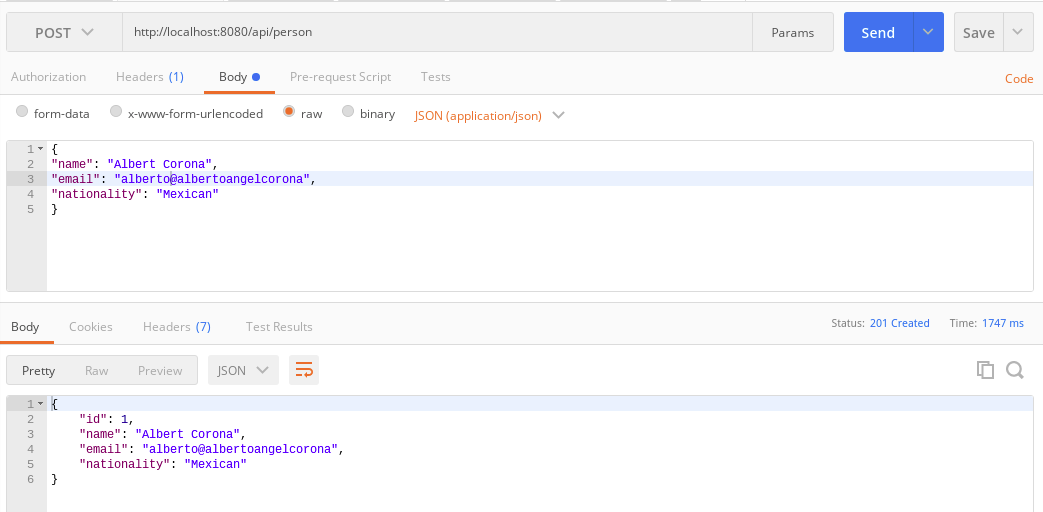 POST http://localhost:8080/api/person Params Send Save
Authorization Headers (1) Body Pre-request Script Tests Code
form-data x-www-form-urlencoded raw binary JSON (application/json)
1 {
2 "name": "Albert Corona",
3 "email": "alberto@albertoangelcorona",
4 "nationality": "Mexican"
5 }
Body Cookies Headers (7) Test Results Status: 201 Created Time: 1747 ms
Pretty Raw Preview JSON
1 {
2 "id": 1,
3 "name": "Albert Corona",
4 "email": "alberto@albertoangelcorona",
5 "nationality": "Mexican"
6 }